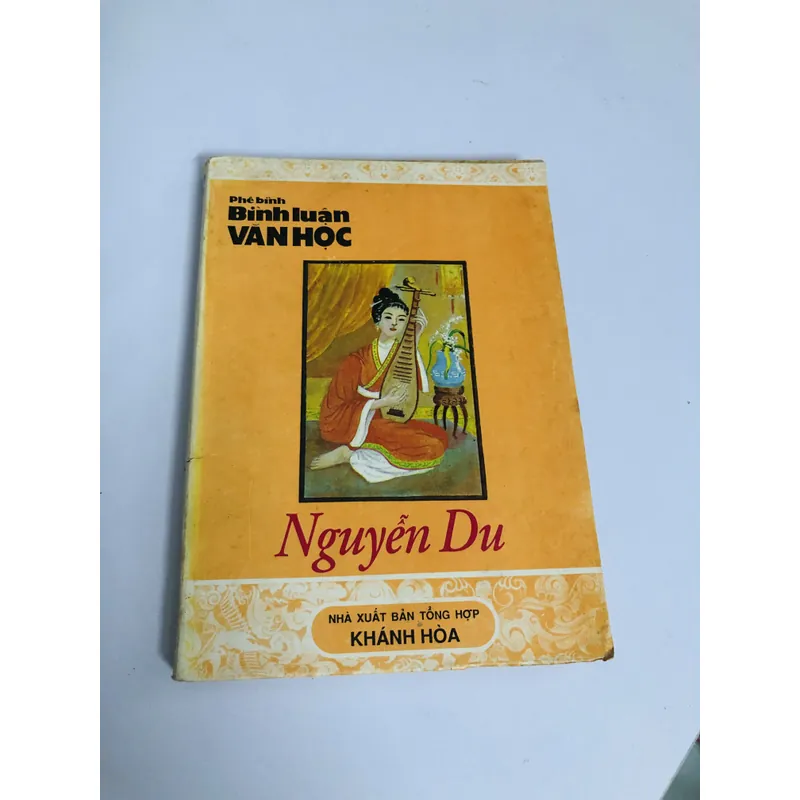 Phê bình
Bình luận
VĂN HỌC
Nguyễn Du
NHÀ XUẤT BẢN TỔNG HỢP
KHÁNH HÒA